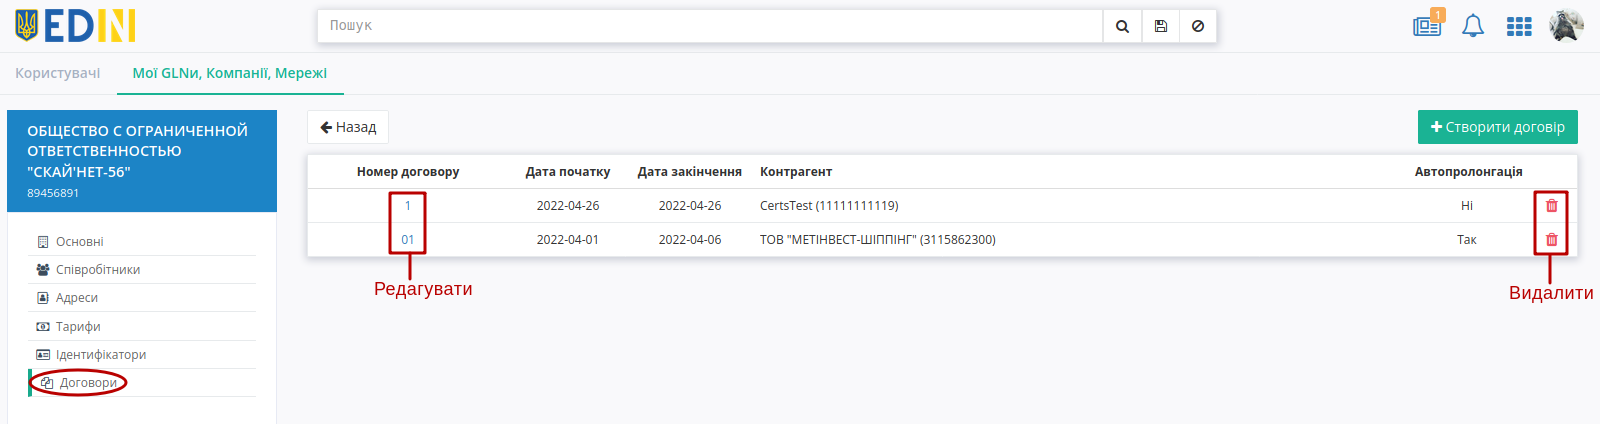 EDIN
Пошук
1
Користувачі
Мої GLNи, Компанії, Мережі
ОБЩЕСТВО С ОГРАНИЧЕННОЙ
ОТВЕТСТВЕННОСТЬЮ
"СКАЙ'НЕТ-56"
89456891
Основні
Співробітники
Адреси
Тарифи
Ідентифікатори
Договори
Назад
Створити договір
Номер договору Дата початку Дата закінчення Контрагент Автопролонгація
1 2022-04-26 2022-04-26 CertsTest (11111111119) Ні
01 2022-04-01 2022-04-06 ТОВ "МЕТІНВЕСТ-ШІППІНГ" (3115862300) Так
Редагувати
Видалити